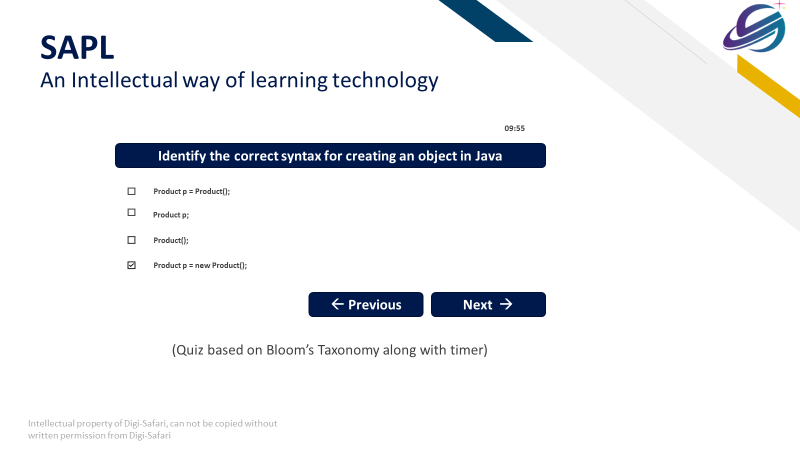 SAPL
An Intellectual way of learning technology
09:55
Identify the correct syntax for creating an object in Java
Product p = Product();
Product p;
Product();
Product p = new Product();
← Previous
Next →
(Quiz based on Bloom’s Taxonomy along with timer)
Intellectual property of Digi-Safari, can not be copied without
written permission from Digi-Safari